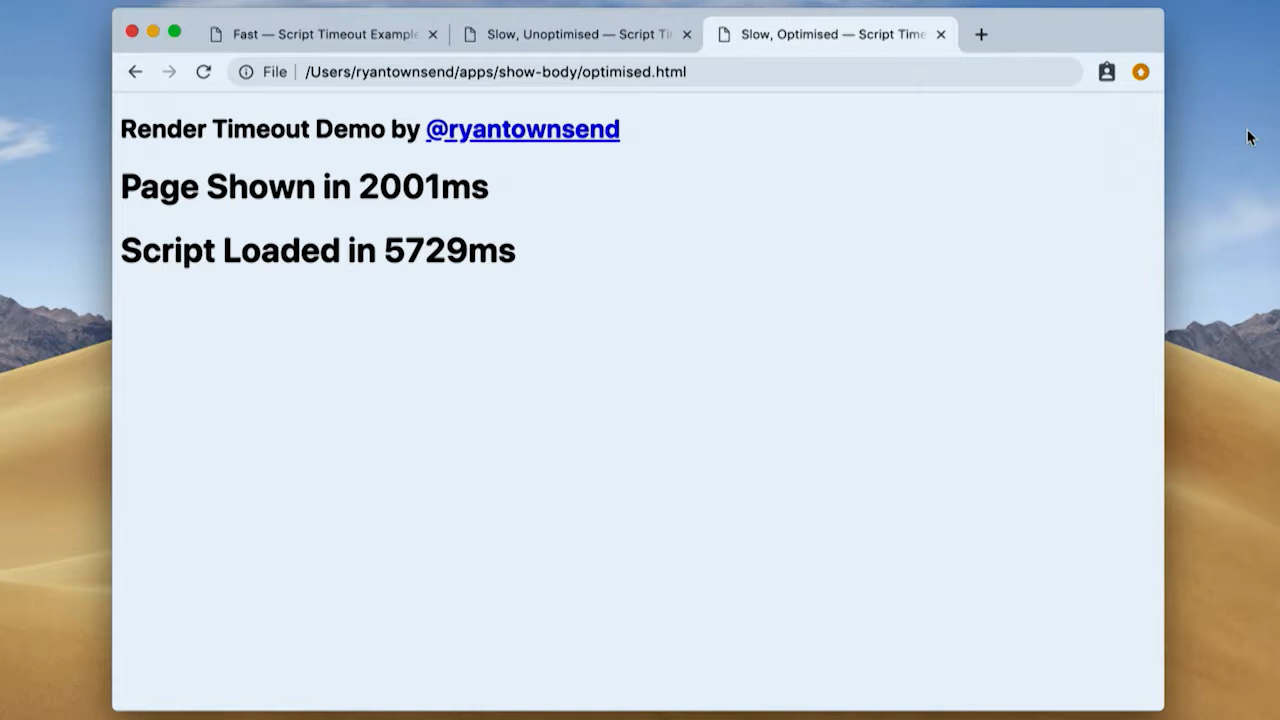 Fast — Script Timeout Example
Slow, Unoptimised — Script Ti
Slow, Optimised — Script Time
File
/Users/ryantownsend/apps/show-body/optimised.html
Render Timeout Demo by @ryantownsend
Page Shown in 2001ms
Script Loaded in 5729ms